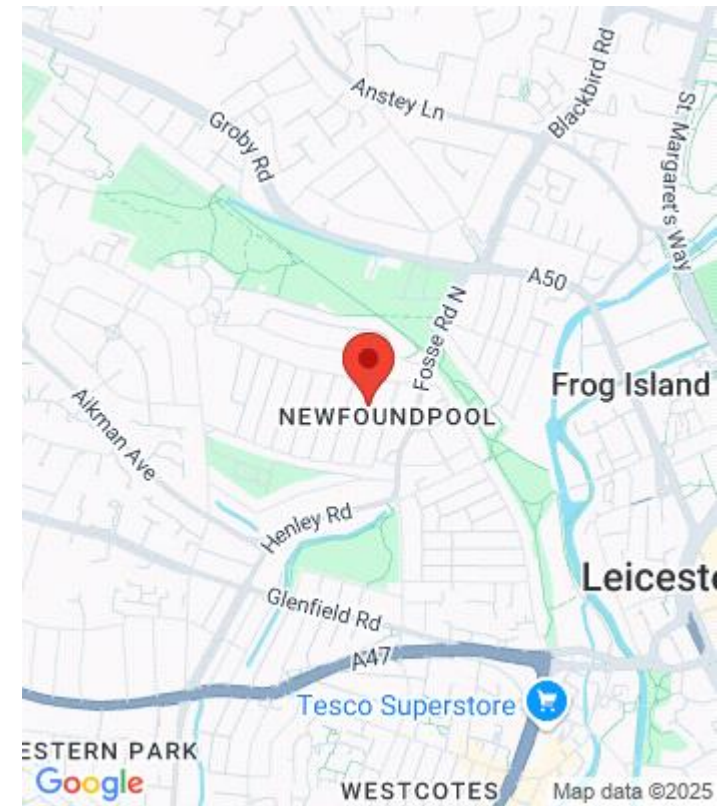 Blackbird Rd
Anstey Ln
Groby Rd
St. Margaret's Way
A50
Fosse Rd N
Frog Island
NEWFOUNDPOOL
Aikman Ave
Henley Rd
Leiceste
Glenfield Rd
A47
Tesco Superstore
ESTERN PARK
Google
WESTCOTES
Map data ©2025